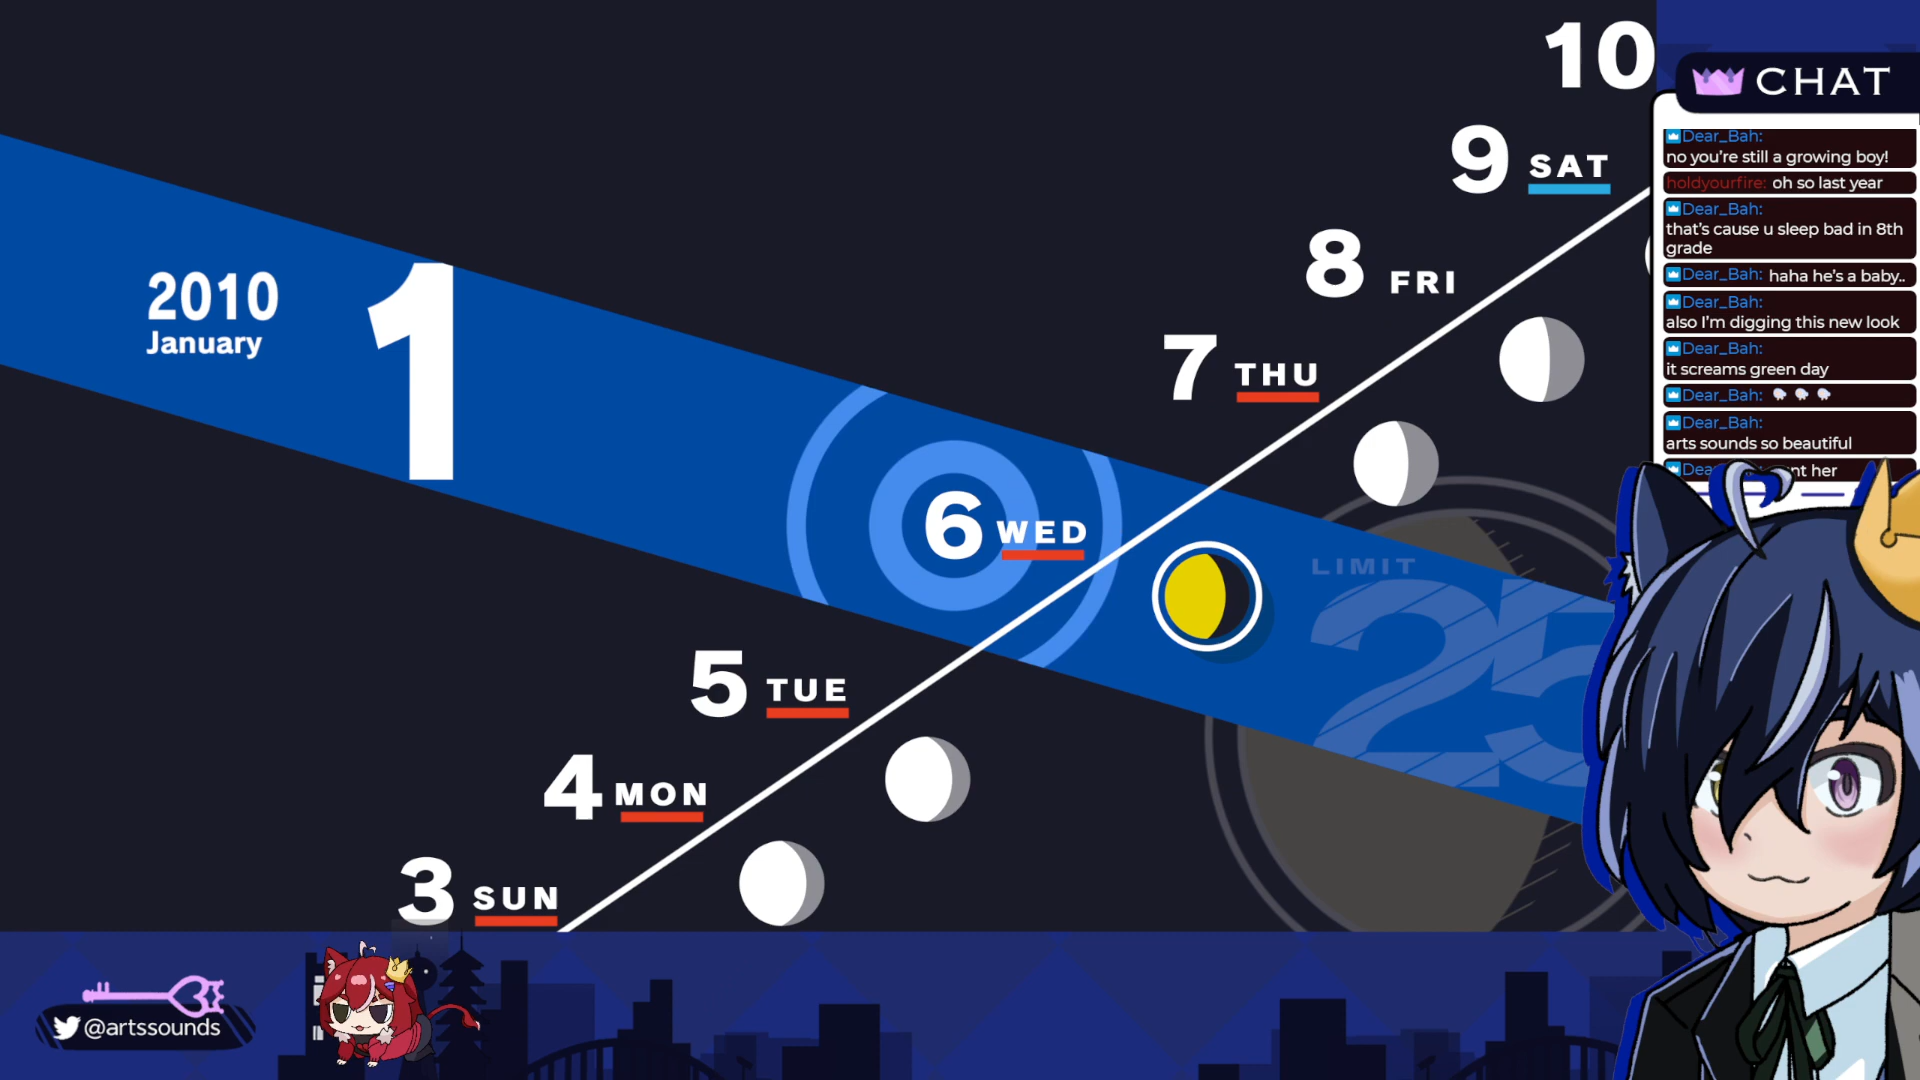 10
9 SAT
8 FRI
7 THU
2010
January
1
6 WED
LIMIT
25
5 TUE
4 MON
3 SUN
CHAT
Dear_Bah:
no you're still a growing boy!
holdyourfire: oh so last year
Dear_Bah:
that's cause u sleep bad in 8th
grade
Dear_Bah: haha he's a baby..
Dear_Bah:
also I'm digging this new look
Dear_Bah:
it screams green day
Dear_Bah:
Dear_Bah:
arts sounds so beautiful
her
@artssounds